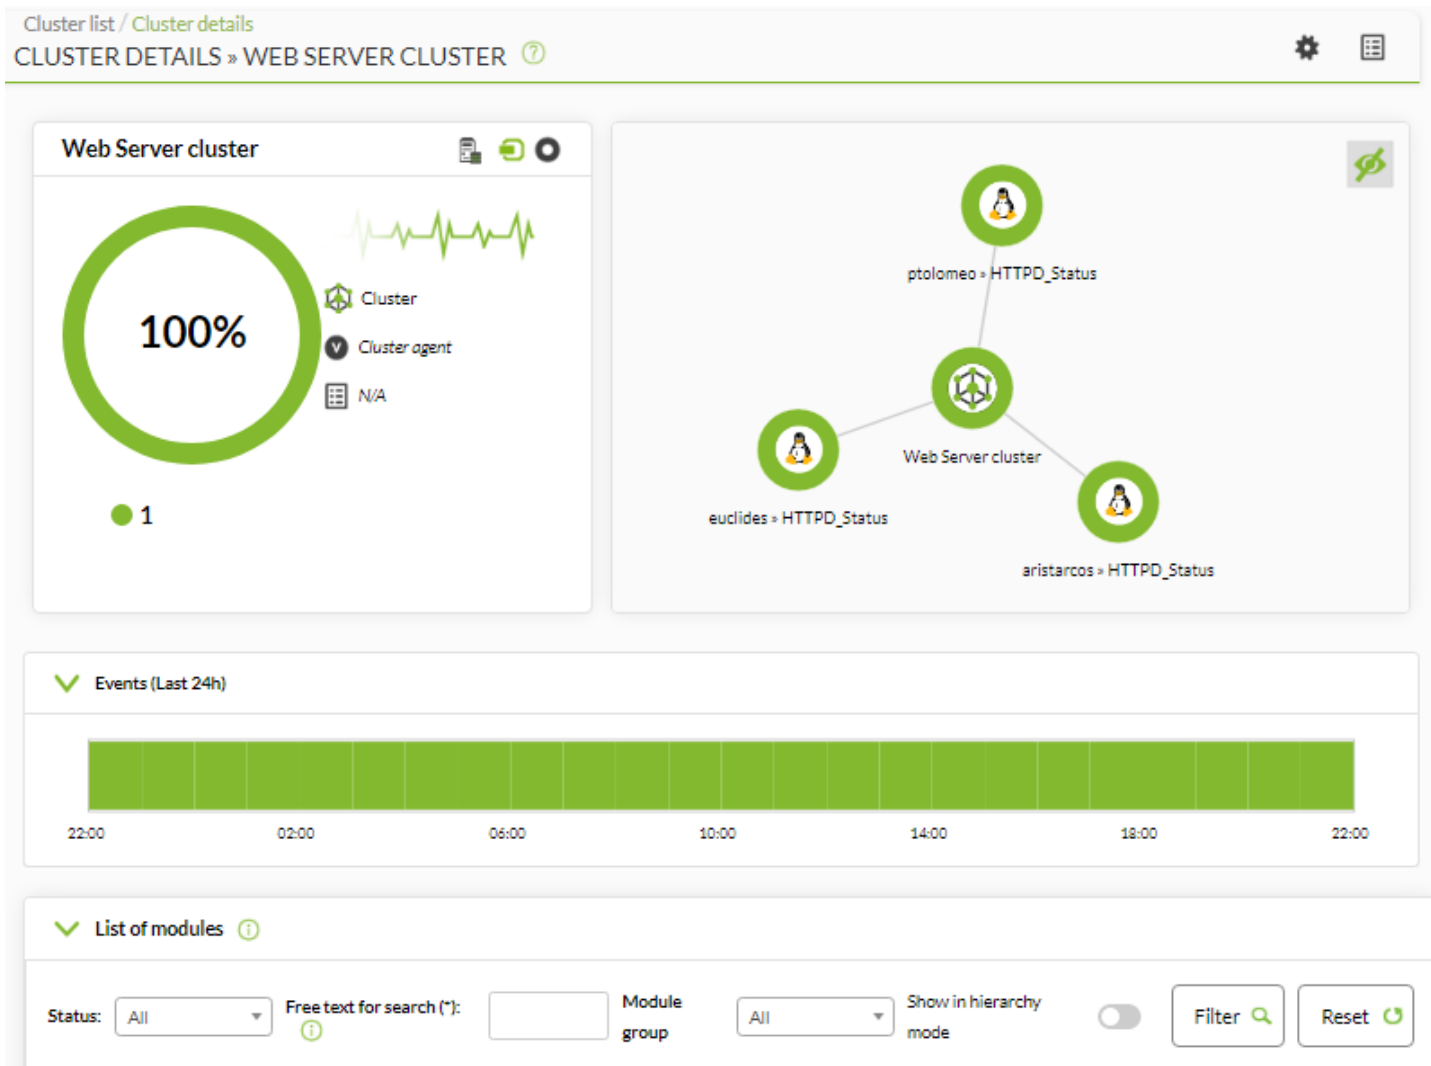 Cluster list / Cluster details
CLUSTER DETAILS » WEB SERVER CLUSTER ?
Web Server cluster
100%
Cluster
V Cluster agent
N/A
1
ptolomeo » HTTPD_Status
Web Server cluster
euclides » HTTPD_Status
aristarcos » HTTPD_Status
Events (Last 24h)
22:00 02:00 06:00 10:00 14:00 18:00 22:00
List of modules i
Status: All Free text for search (*): i Module group All Show in hierarchy mode Filter Reset